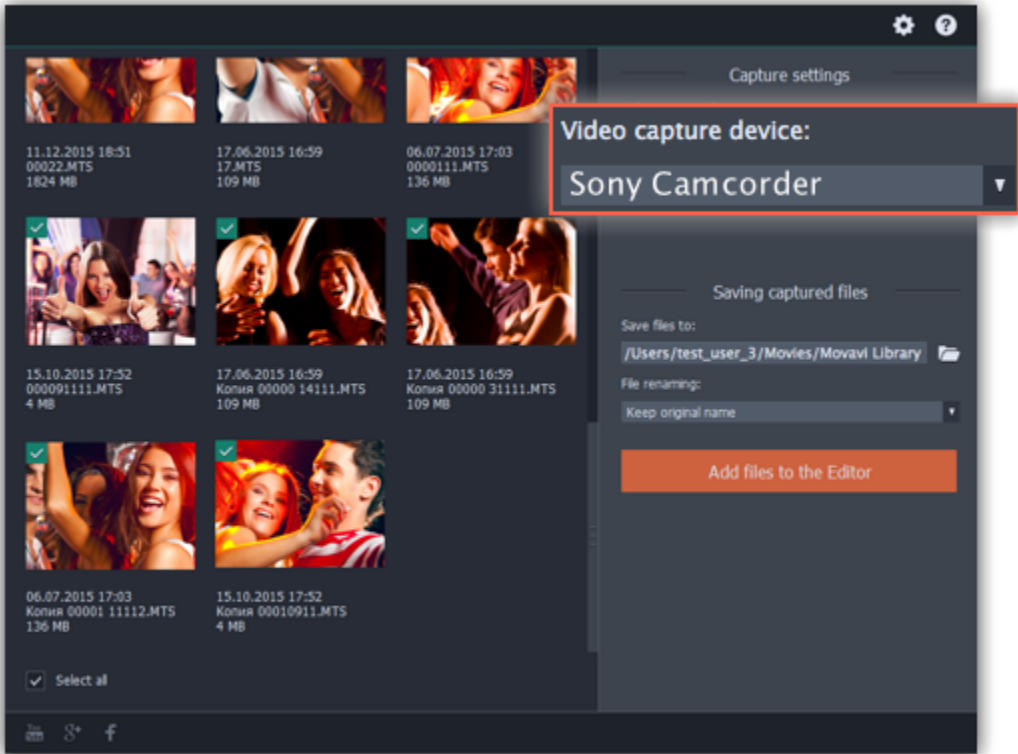 Capture settings
Video capture device:
Sony Camcorder
11.12.2015 18:51
00022.MTS
1824 MB
17.06.2015 16:59
17.MTS
109 MB
06.07.2015 17:03
0000111.MTS
136 MB
15.10.2015 17:52
000091111.MTS
4 MB
17.06.2015 16:59
Копия 00000 14111.MTS
109 MB
17.06.2015 16:59
Копия 00000 31111.MTS
109 MB
06.07.2015 17:03
Копия 00001 11112.MTS
136 MB
15.10.2015 17:52
Копия 00010911.MTS
4 MB
Select all
Saving captured files
Save files to:
/Users/test_user_3/Movies/Movavi Library
File renaming:
Keep original name
Add files to the Editor
You
Tube
g+
f